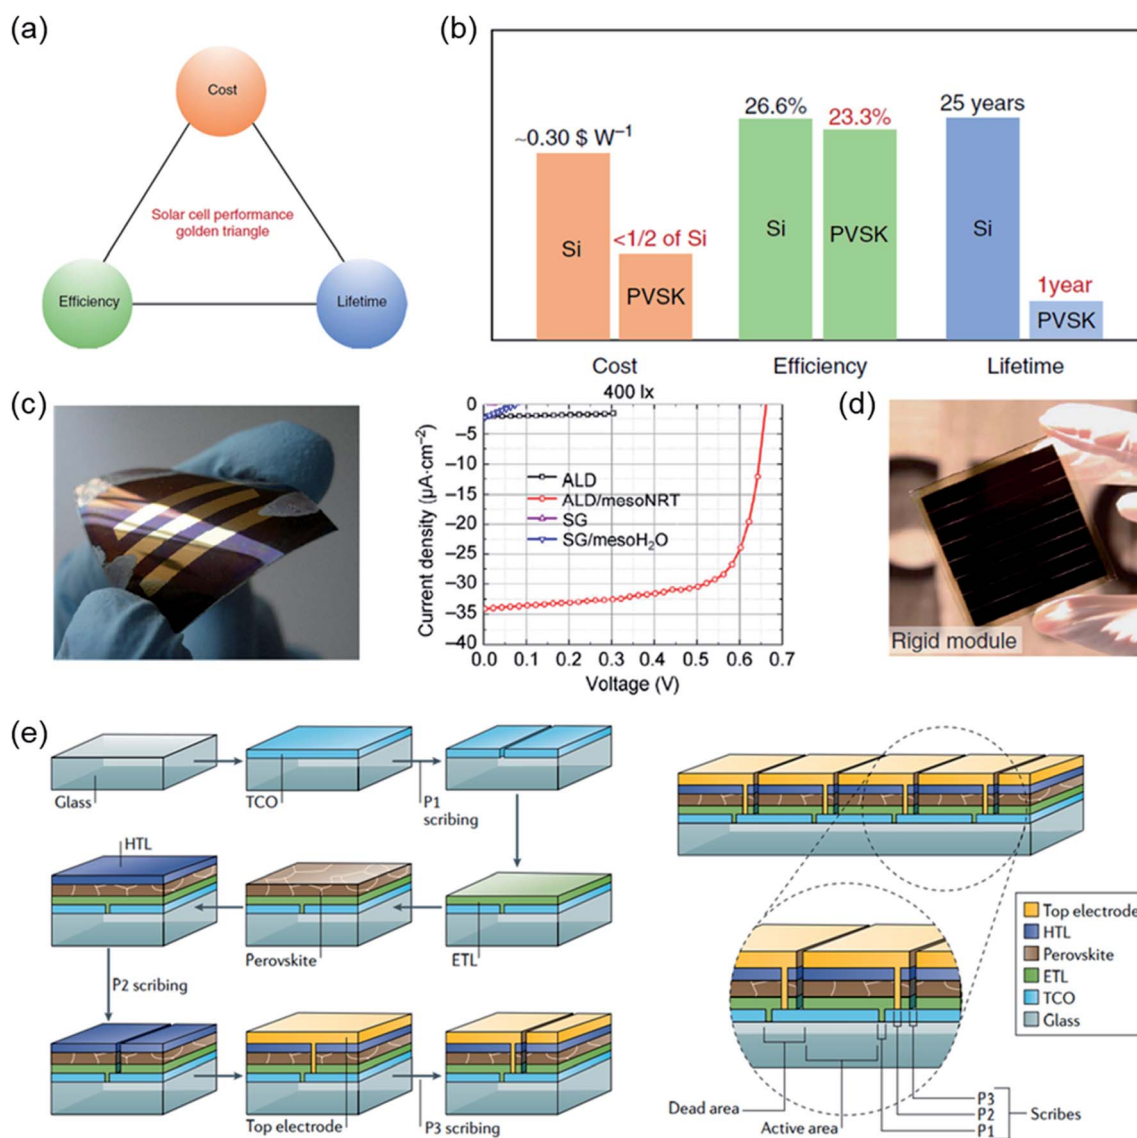 (a)
Cost
Solar cell performance
golden triangle
Efficiency
Lifetime
(b)
~0.30 $ W⁻¹
Si
<1/2 of Si
PVSK
Cost
26.6%
Si
23.3%
PVSK
Efficiency
25 years
Si
1year
PVSK
Lifetime
(c)
400 lx
Current density (µA·cm⁻²)
0
−5
−10
−15
−20
−25
−30
−35
−40
ALD
ALD/mesoNRT
SG
SG/mesoH₂O
0.0 0.1 0.2 0.3 0.4 0.5 0.6 0.7
Voltage (V)
(d)
Rigid module
(e)
Glass
TCO
P1
scribing
HTL
Perovskite
ETL
P2 scribing
Top electrode
P3 scribing
Top electrode
HTL
Perovskite
ETL
TCO
Glass
Dead area
Active area
P3
P2
P1
Scribes